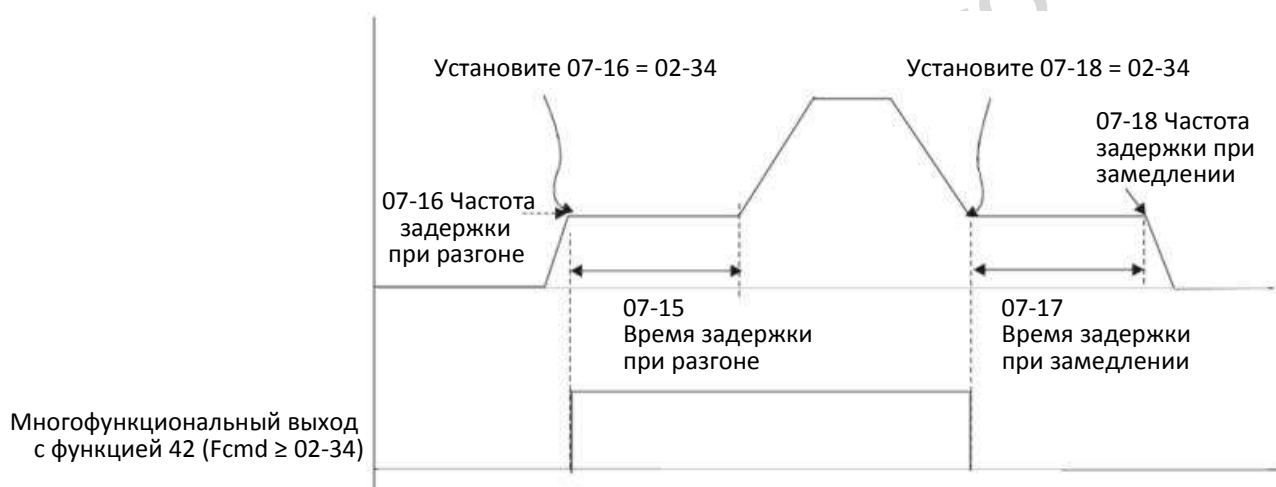 Установите 07-16 = 02-34
Установите 07-18 = 02-34
07-18 Частота
задержки при
замедлении
07-16 Частота
задержки
при разгоне
07-15
Время задержки
при разгоне
07-17
Время задержки
при замедлении
Многофункциональный выход
с функцией 42 (Fcmd ≥ 02-34)